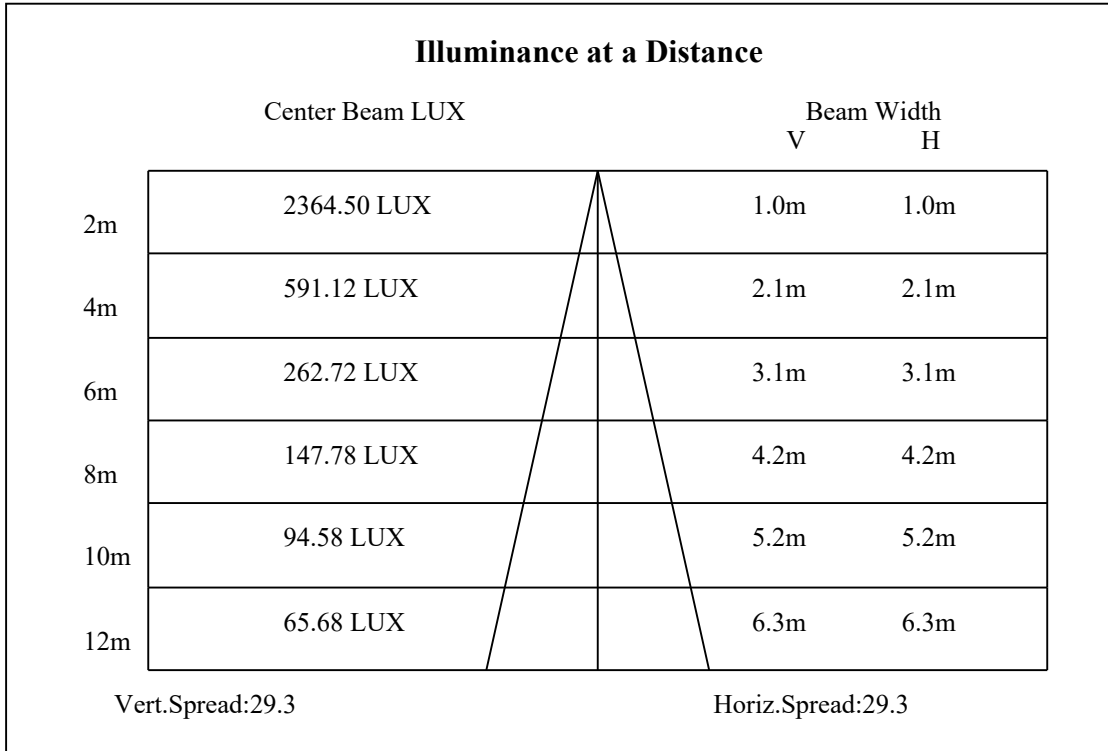 Illuminance at a Distance
Center Beam LUX Beam Width
V H
2m 2364.50 LUX 1.0m 1.0m
4m 591.12 LUX 2.1m 2.1m
6m 262.72 LUX 3.1m 3.1m
8m 147.78 LUX 4.2m 4.2m
10m 94.58 LUX 5.2m 5.2m
12m 65.68 LUX 6.3m 6.3m
Vert.Spread:29.3 Horiz.Spread:29.3